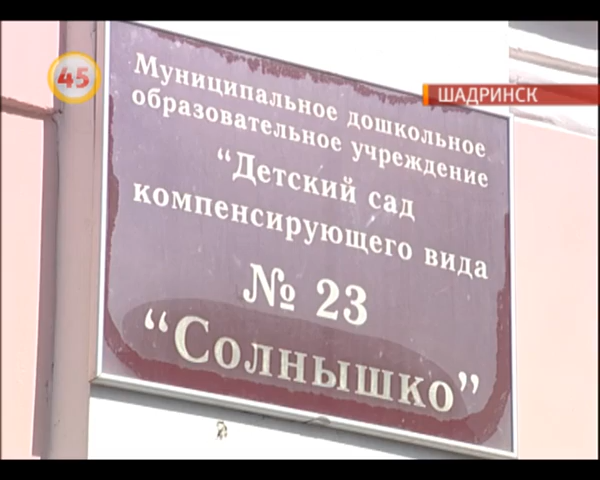 45
ШАДРИНСК
Муниципальное дошкольное
образовательное учреждение
“Детский сад
компенсирующего вида
№ 23
“Солнышко”